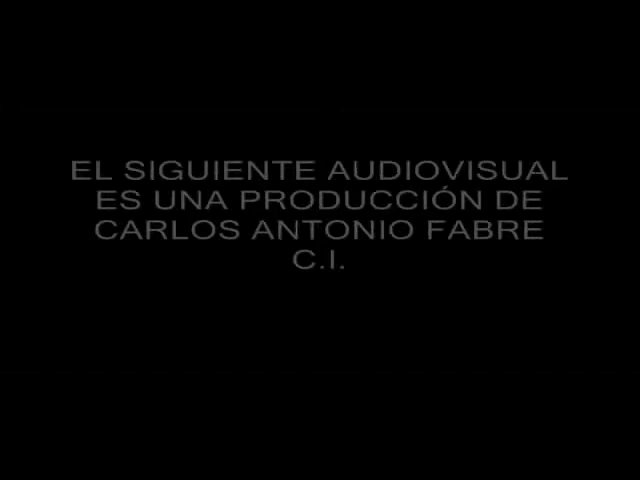 EL SIGUIENTE AUDIOVISUAL
ES UNA PRODUCCIÓN DE
CARLOS ANTONIO FABRE
C.I.